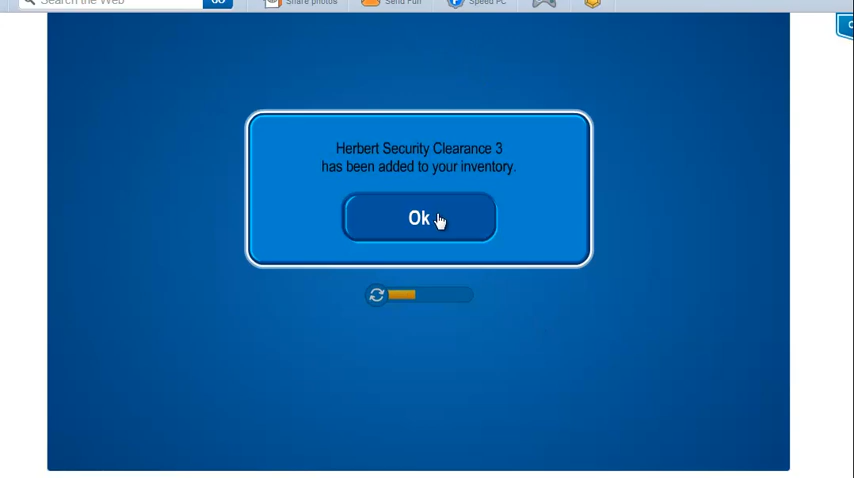 Search the Web
GO
Share photos
Send Fun
Speed PC
Herbert Security Clearance 3
has been added to your inventory.
Ok